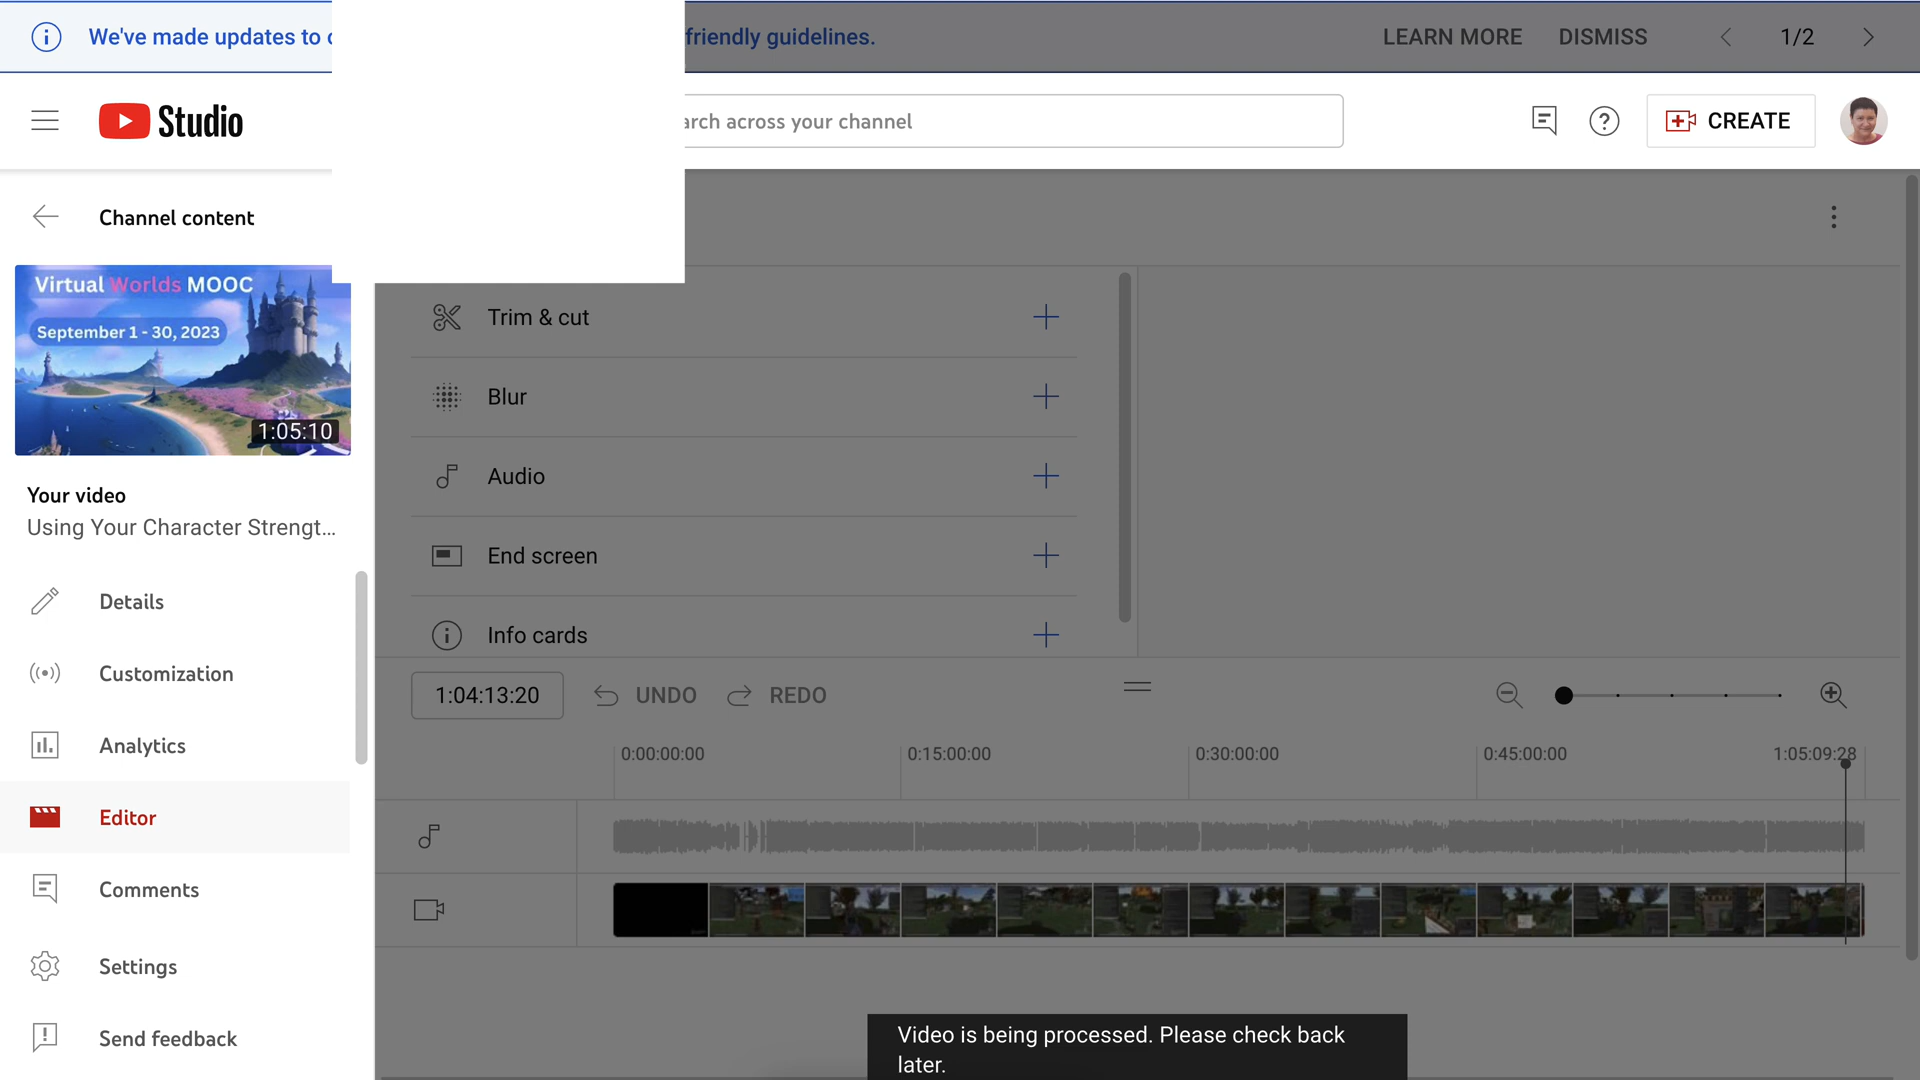 We've made updates to
friendly guidelines.
LEARN MORE
DISMISS
1/2
Studio
arch across your channel
CREATE
Channel content
Virtual Worlds MOOC
September 1 - 30, 2023
1:05:10
Your video
Using Your Character Strengt...
Details
Customization
Analytics
Editor
Comments
Settings
Send feedback
Trim & cut
Blur
Audio
End screen
Info cards
1:04:13:20
UNDO
REDO
0:00:00:00
0:15:00:00
0:30:00:00
0:45:00:00
1:05:09:28
Video is being processed. Please check back
later.